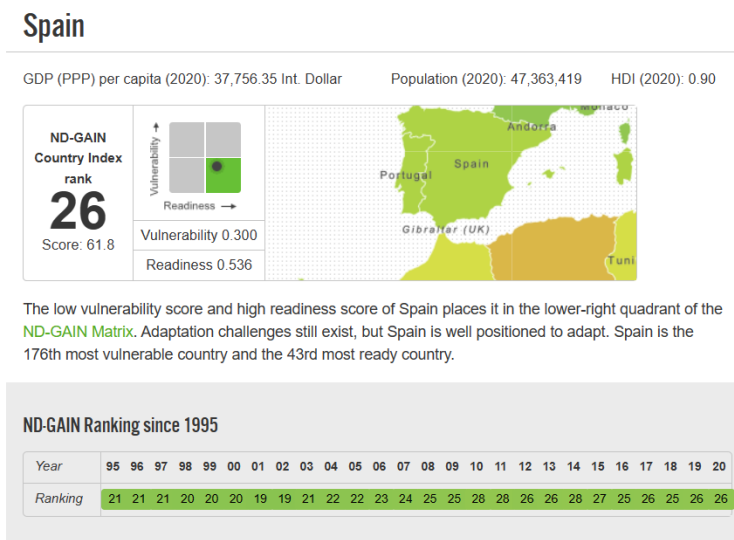 Spain
GDP (PPP) per capita (2020): 37,756.35 Int. Dollar Population (2020): 47,363,419 HDI (2020): 0.90
ND-GAIN
Country Index
rank
26
Score: 61.8
Vulnerability
Readiness
Vulnerability 0.300
Readiness 0.536
Monaco
Andorra
Spain
Portugal
Gibraltar (UK)
Tuni
The low vulnerability score and high readiness score of Spain places it in the lower-right quadrant of the
ND-GAIN Matrix. Adaptation challenges still exist, but Spain is well positioned to adapt. Spain is the
176th most vulnerable country and the 43rd most ready country.
ND-GAIN Ranking since 1995
Year 95 96 97 98 99 00 01 02 03 04 05 06 07 08 09 10 11 12 13 14 15 16 17 18 19 20
Ranking 21 21 21 20 20 20 19 19 21 22 22 23 24 25 25 28 28 26 26 28 27 25 26 25 26 26